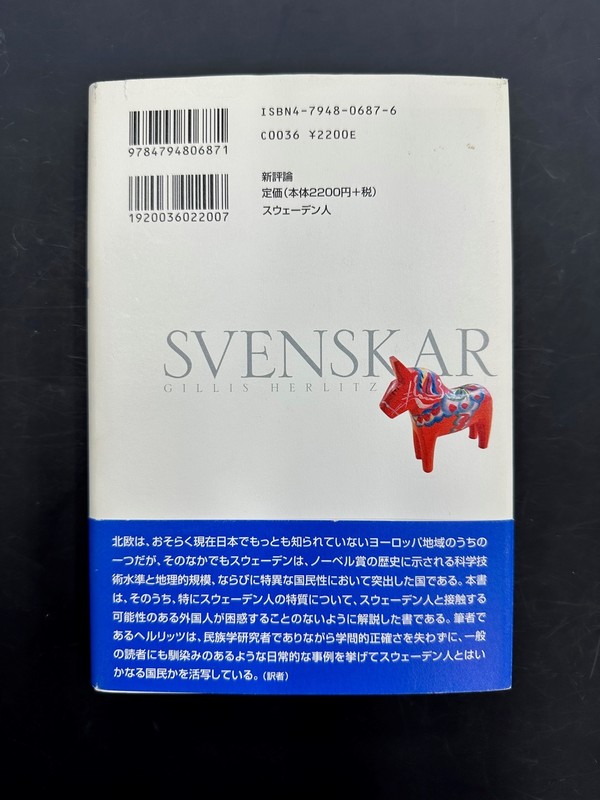 ISBN4-7948-0687-6
9784794806871
C0036 ¥2200E
新評論
定価(本体2200円+税)
1920036022007
スウェーデン人
SVENSKAR
GILLIS HERLITZ
北欧は、おそらく現在日本でもっとも知られていないヨーロッパ地域のうちの
一つだが、そのなかでもスウェーデンは、ノーベル賞の歴史に示される科学技
術水準と地理的規模、ならびに特異な国民性において突出した国である。本書
は、そのうち、特にスウェーデン人の特質について、スウェーデン人と接触する
可能性のある外国人が困惑することのないように解説した書である。筆者
であるヘルリッツは、民族学研究者でありながら学問的正確さを失わずに、一般
の読者にも馴染みのあるような日常的な事例を挙げてスウェーデン人とはい
かなる国民かを活写している。(訳者)